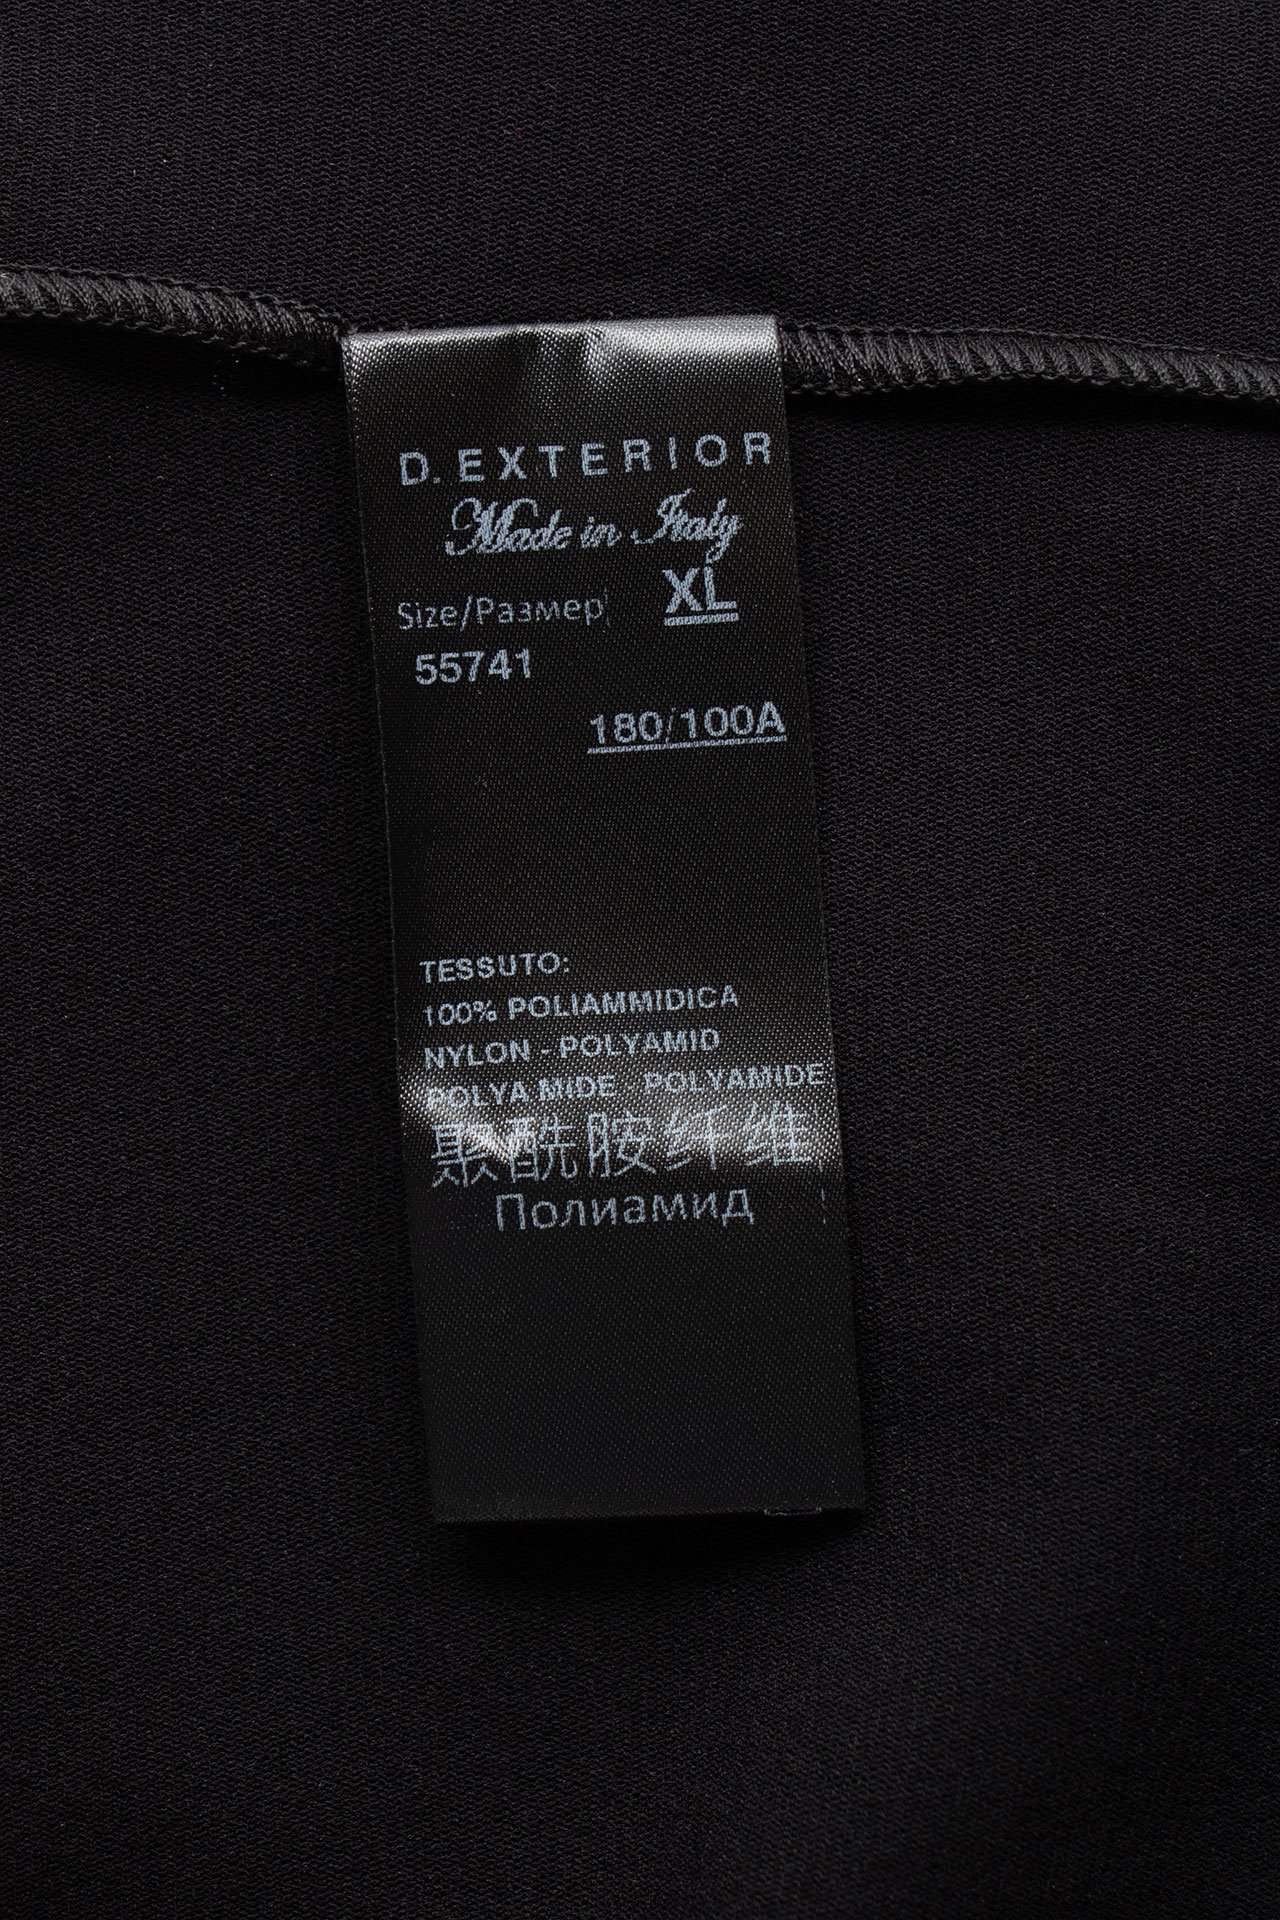 D. EXTERIOR
Made in Italy
Size/Размер XL
55741
180/100A
TESSUTO:
100% POLIAMMIDICA
NYLON - POLYAMID
POLYA MIDE - POLYAMIDE
聚酰胺纤维
Полиамид